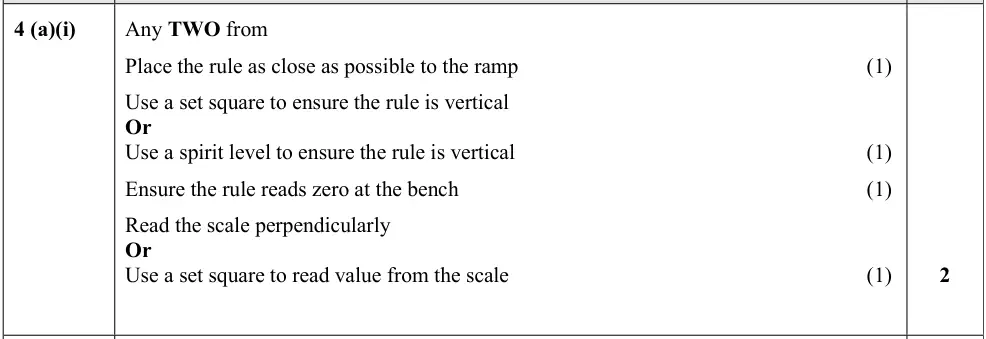 4 (a)(i) Any TWO from
Place the rule as close as possible to the ramp (1)
Use a set square to ensure the rule is vertical
Or
Use a spirit level to ensure the rule is vertical (1)
Ensure the rule reads zero at the bench (1)
Read the scale perpendicularly
Or
Use a set square to read value from the scale (1) 2